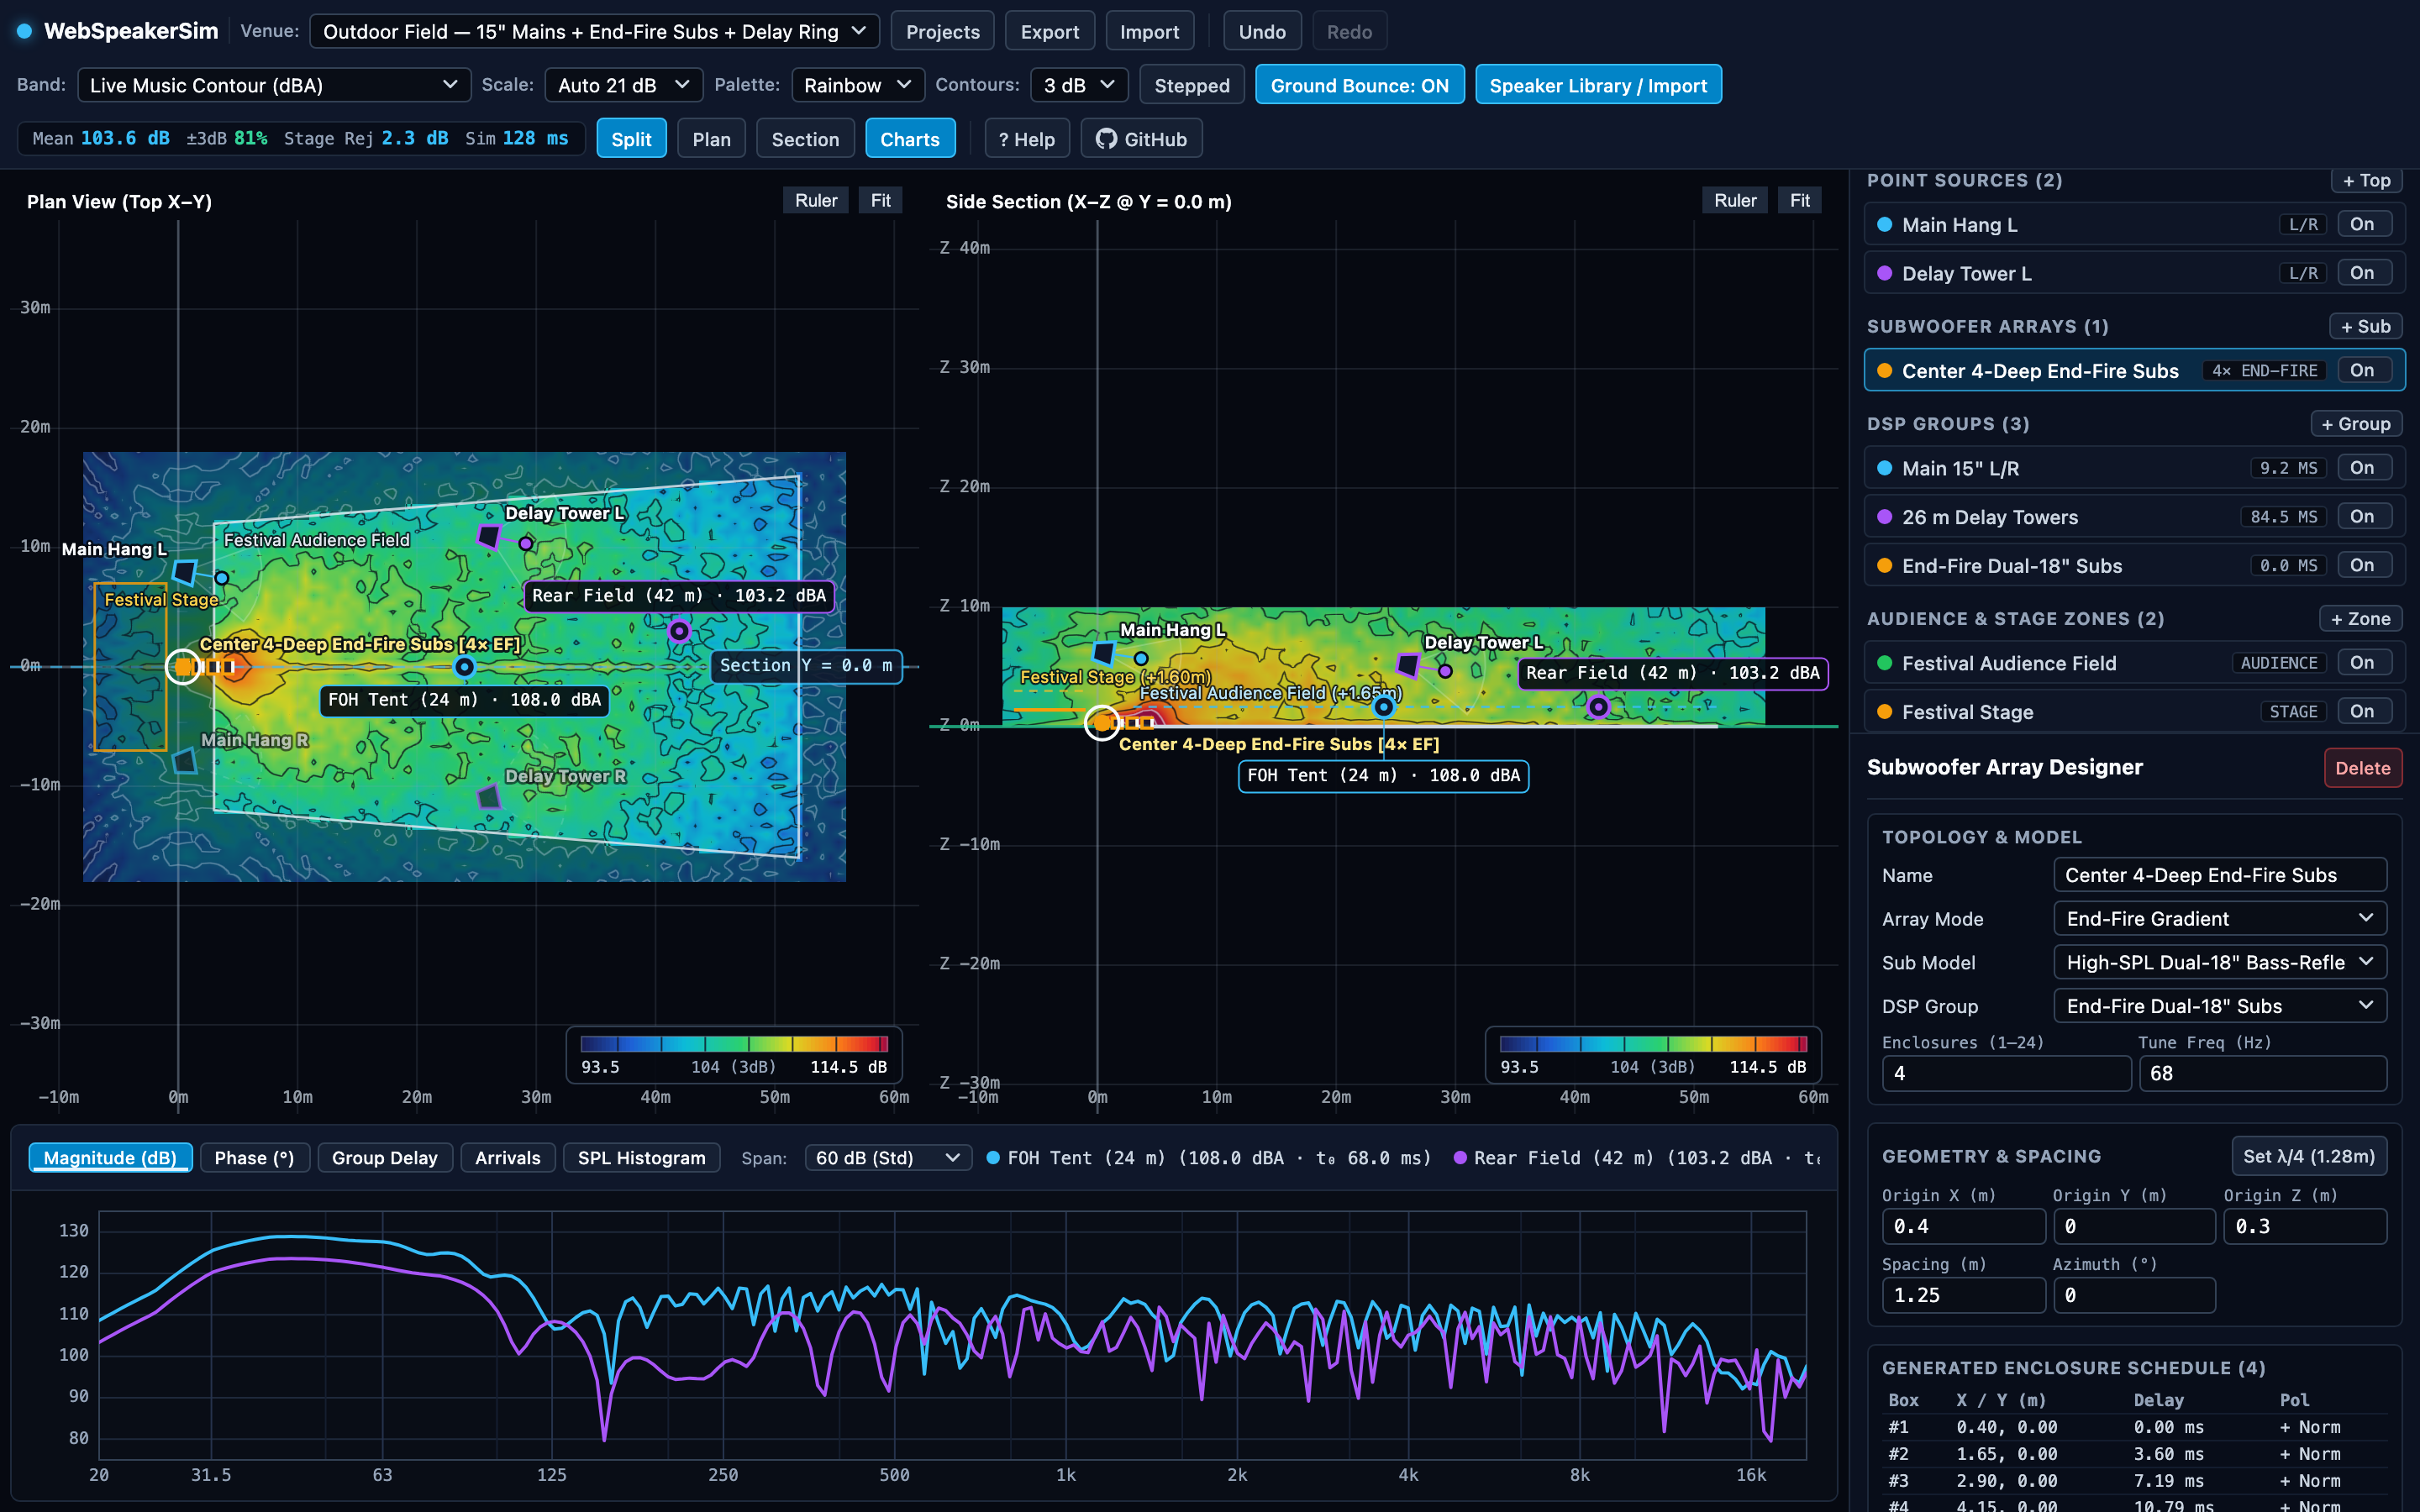 WebSpeakerSim
Venue: Outdoor Field — 15" Mains + End-Fire Subs + Delay Ring Projects Export Import Undo Redo
Band: Live Music Contour (dBA) Scale: Auto 21 dB Palette: Rainbow Contours: 3 dB Stepped Ground Bounce: ON Speaker Library / Import
Mean 103.6 dB ±3dB 81% Stage Rej 2.3 dB Sim 128 ms Split Plan Section Charts ? Help GitHub
Plan View (Top X–Y) Ruler Fit
30m
20m
10m
0m
−10m
−20m
−30m
Delay Tower L
Main Hang L
Festival Audience Field
Festival Stage
Rear Field (42 m) · 103.2 dBA
Center 4-Deep End-Fire Subs [4× EF]
Section Y = 0.0 m
FOH Tent (24 m) · 108.0 dBA
Main Hang R
Delay Tower R
93.5 104 (3dB) 114.5 dB
−10m 0m 10m 20m 30m 40m 50m 60m
Side Section (X–Z @ Y = 0.0 m) Ruler Fit
Z 40m
Z 30m
Z 20m
Z 10m
Z 0m
Z −10m
Z −20m
Z −30m
Main Hang L
Delay Tower L
Festival Stage (+1.60m)
Rear Field (42 m) · 103.2 dBA
Festival Audience Field (+1.65m)
Center 4-Deep End-Fire Subs [4× EF]
FOH Tent (24 m) · 108.0 dBA
93.5 104 (3dB) 114.5 dB
−10m 0m 10m 20m 30m 40m 50m 60m
Magnitude (dB) Phase (°) Group Delay Arrivals SPL Histogram Span: 60 dB (Std) FOH Tent (24 m) (108.0 dBA · t₀ 68.0 ms) Rear Field (42 m) (103.2 dBA ·
130
120
110
100
90
80
20 31.5 63 125 250 500 1k 2k 4k 8k 16k
POINT SOURCES (2) + Top
Main Hang L L/R On
Delay Tower L L/R On
SUBWOOFER ARRAYS (1) + Sub
Center 4-Deep End-Fire Subs 4× END-FIRE On
DSP GROUPS (3) + Group
Main 15" L/R 9.2 MS On
26 m Delay Towers 84.5 MS On
End-Fire Dual-18" Subs 0.0 MS On
AUDIENCE & STAGE ZONES (2) + Zone
Festival Audience Field AUDIENCE On
Festival Stage STAGE On
Subwoofer Array Designer Delete
TOPOLOGY & MODEL
Name Center 4-Deep End-Fire Subs
Array Mode End-Fire Gradient
Sub Model High-SPL Dual-18" Bass-Refle
DSP Group End-Fire Dual-18" Subs
Enclosures (1–24) Tune Freq (Hz)
4 68
GEOMETRY & SPACING Set λ/4 (1.28m)
Origin X (m) Origin Y (m) Origin Z (m)
0.4 0 0.3
Spacing (m) Azimuth (°)
1.25 0
GENERATED ENCLOSURE SCHEDULE (4)
Box X / Y (m) Delay Pol
#1 0.40, 0.00 0.00 ms + Norm
#2 1.65, 0.00 3.60 ms + Norm
#3 2.90, 0.00 7.19 ms + Norm
#4 4.15, 0.00 10.79 ms + Norm